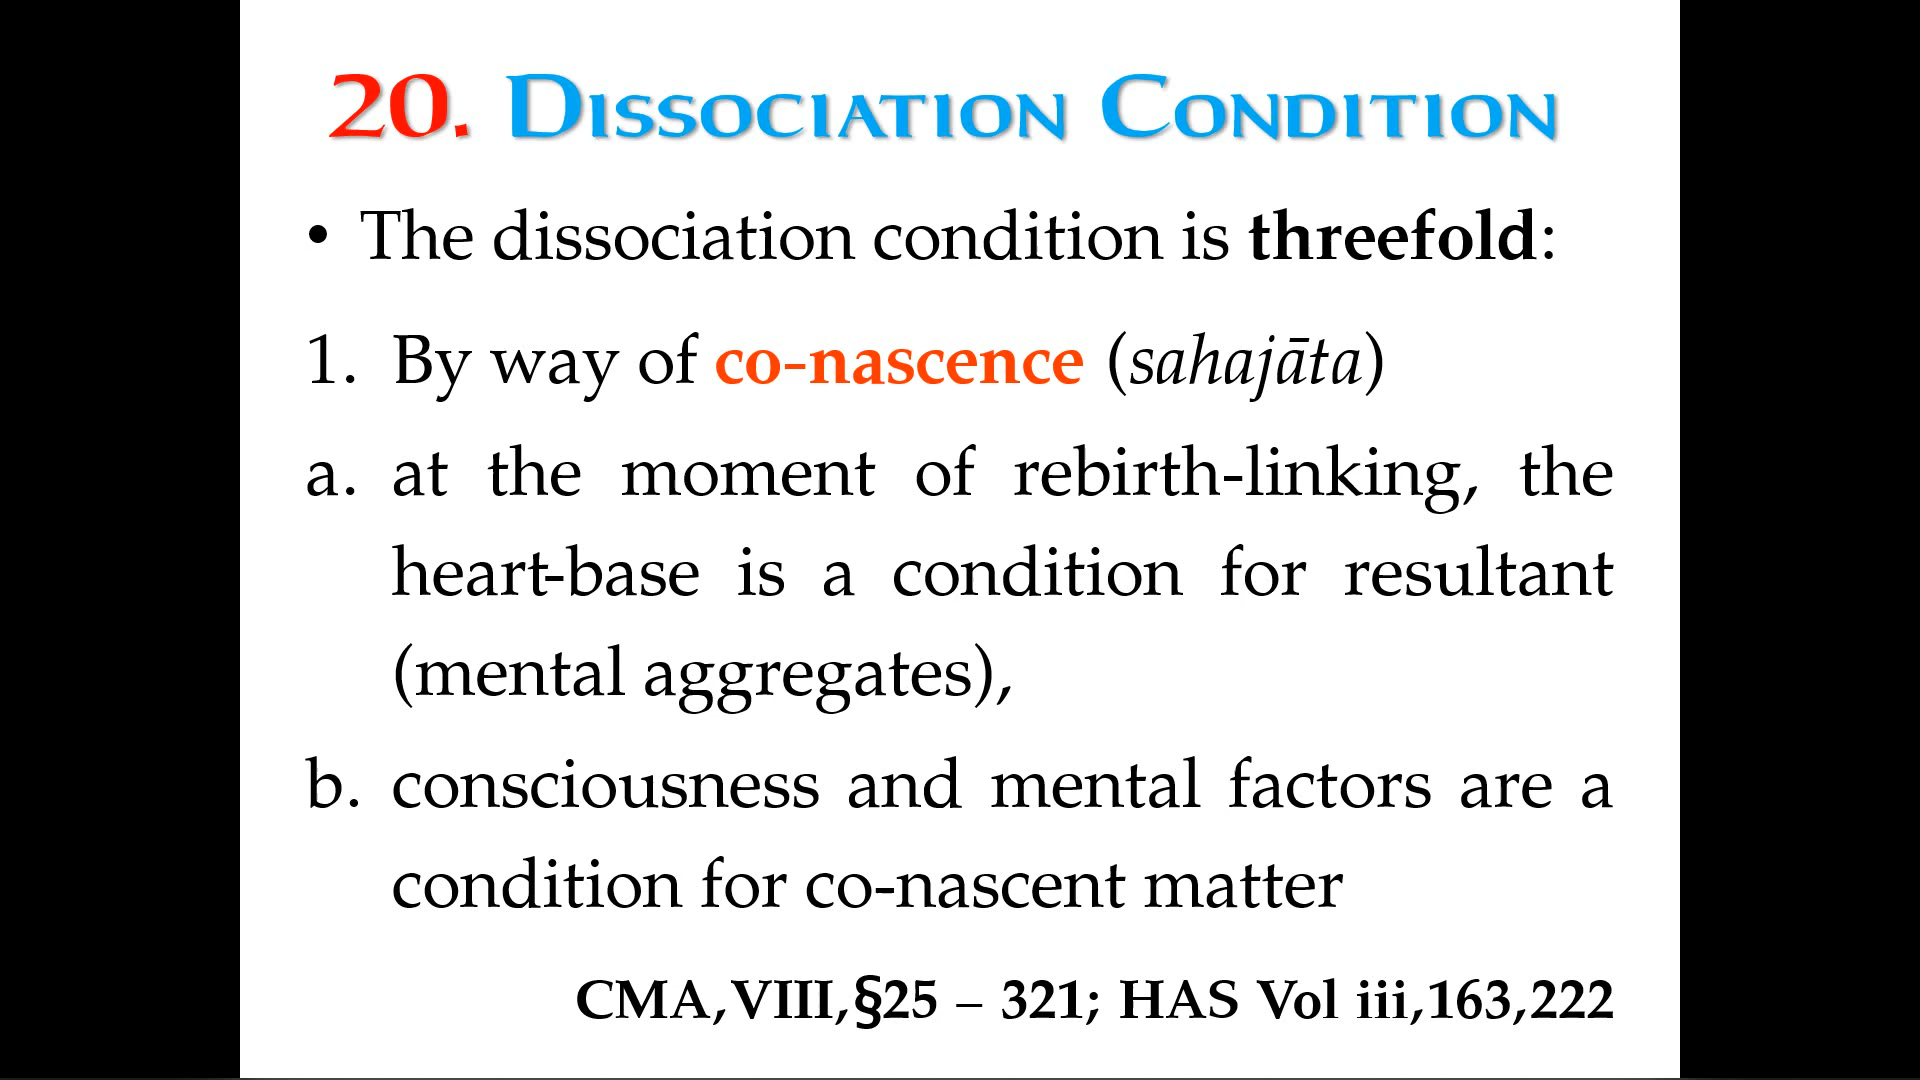 20. Dissociation Condition
• The dissociation condition is threefold:
1. By way of co-nascence (sahajāta)
a. at the moment of rebirth-linking, the
heart-base is a condition for resultant
(mental aggregates),
b. consciousness and mental factors are a
condition for co-nascent matter
CMA,VIII,§25 – 321; HAS Vol iii,163,222